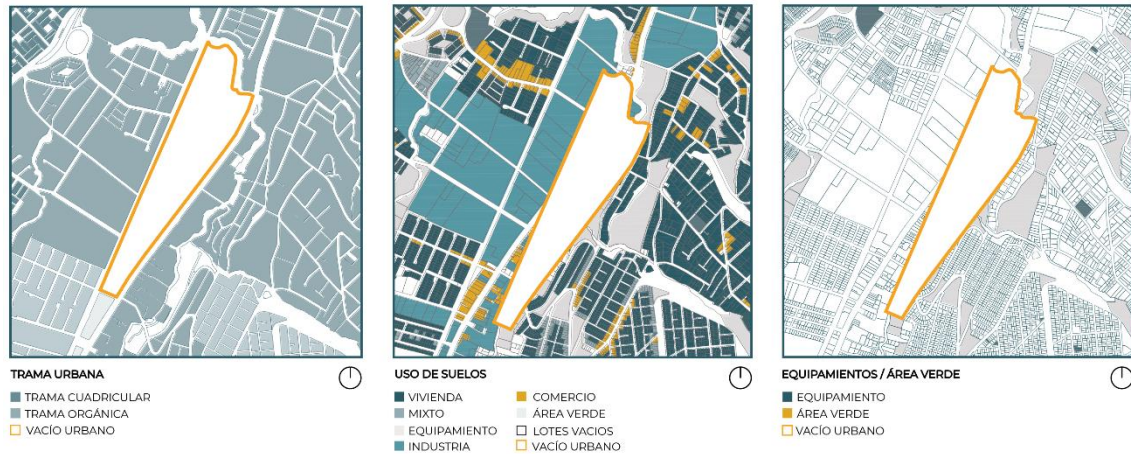 TRAMA URBANA
TRAMA CUADRICULAR
TRAMA ORGÁNICA
VACÍO URBANO
USO DE SUELOS
VIVIENDA
MIXTO
EQUIPAMIENTO
INDUSTRIA
COMERCIO
ÁREA VERDE
LOTES VACIOS
VACÍO URBANO
EQUIPAMIENTOS / ÁREA VERDE
EQUIPAMIENTO
ÁREA VERDE
VACÍO URBANO